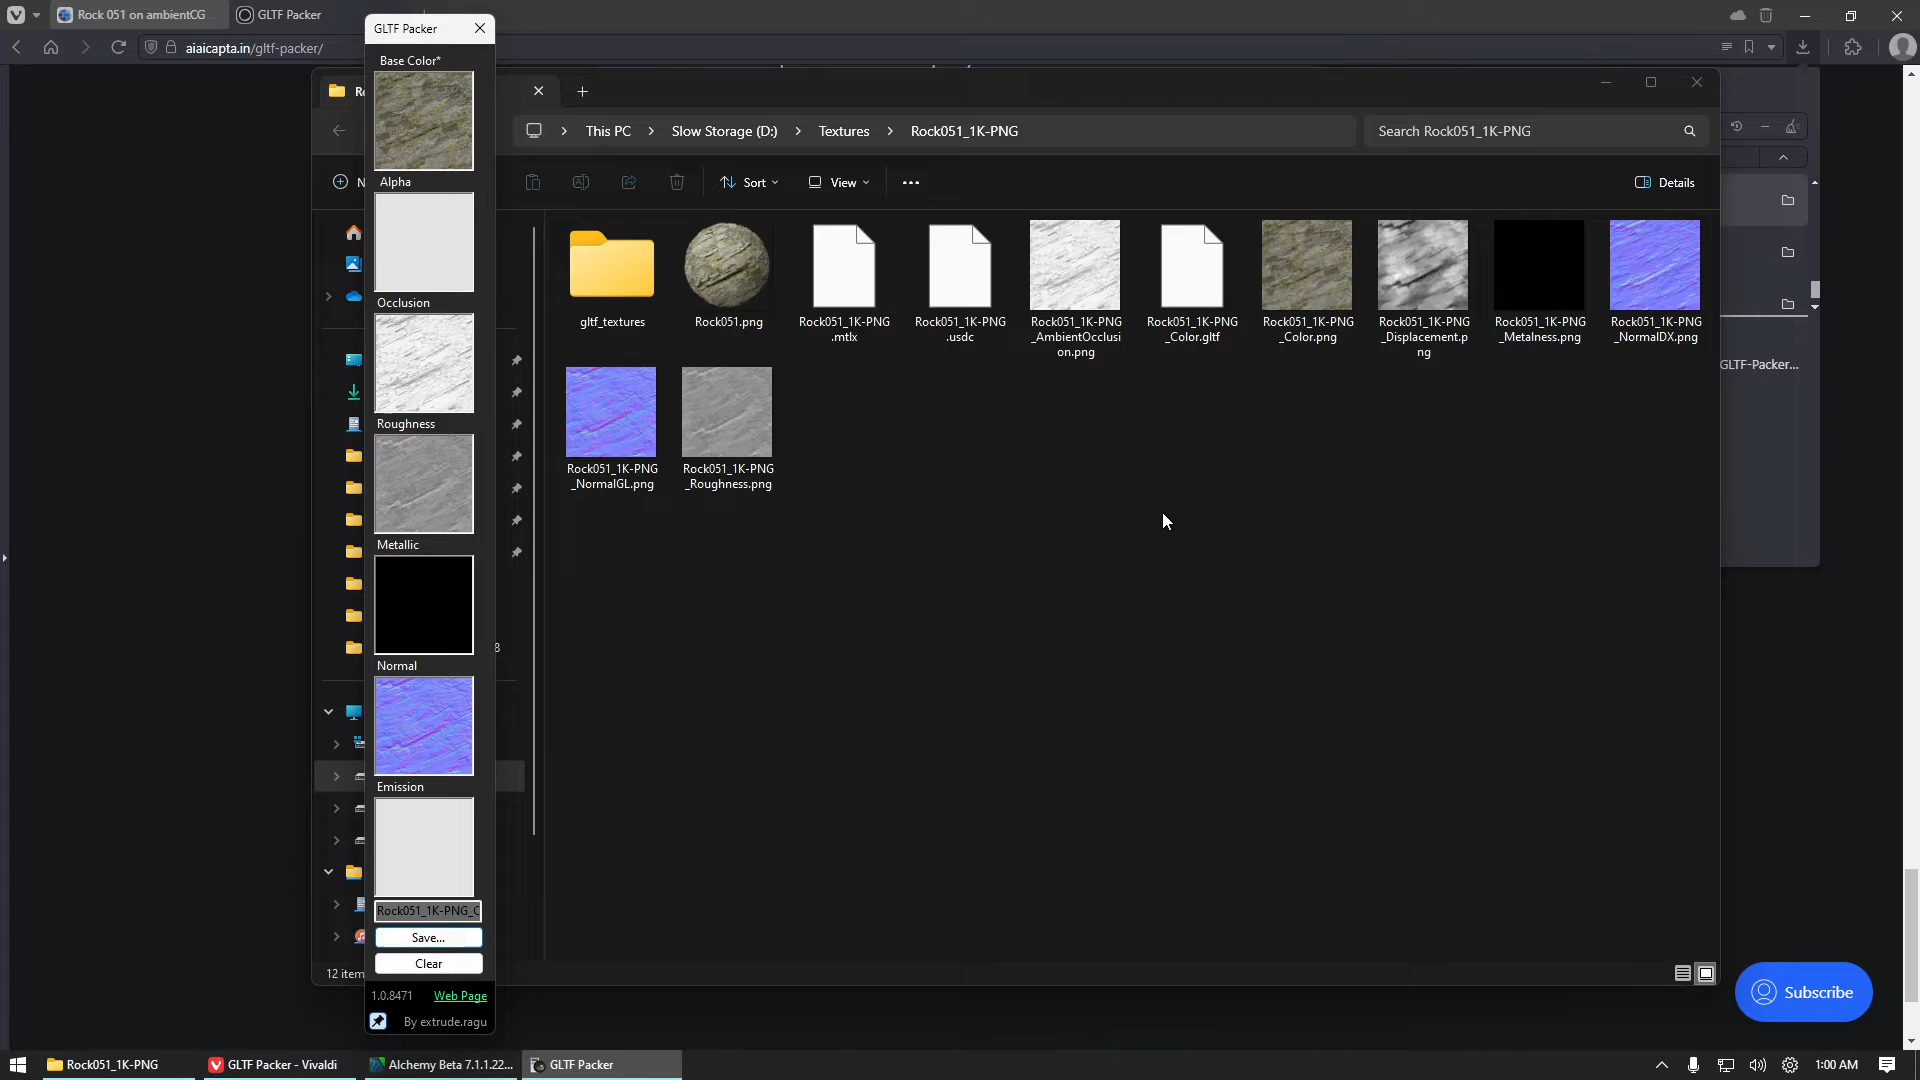 Rock 051 on ambientCG
GLTF Packer
aiaicapta.in/gltf-packer/
GLTF Packer
Base Color*
Alpha
Occlusion
Roughness
Metallic
Normal
Emission
Rock051_1K-PNG_C
Save...
Clear
1.0.8471 Web Page
By extrude.ragu
This PC
Slow Storage (D:)
Textures
Rock051_1K-PNG
Search Rock051_1K-PNG
Sort
View
Details
gltf_textures
Rock051.png
Rock051_1K-PNG
.mtlx
Rock051_1K-PNG
.usdc
Rock051_1K-PNG
_AmbientOcclusi
on.png
Rock051_1K-PNG
_Color.gltf
Rock051_1K-PNG
_Color.png
Rock051_1K-PNG
_Displacement.p
ng
Rock051_1K-PNG
_Metalness.png
Rock051_1K-PNG
_NormalDX.png
Rock051_1K-PNG
_NormalGL.png
Rock051_1K-PNG
_Roughness.png
GLTF-Packer...
8
12 item
Subscribe
Rock051_1K-PNG
GLTF Packer - Vivaldi
Alchemy Beta 7.1.1.22...
GLTF Packer
1:00 AM